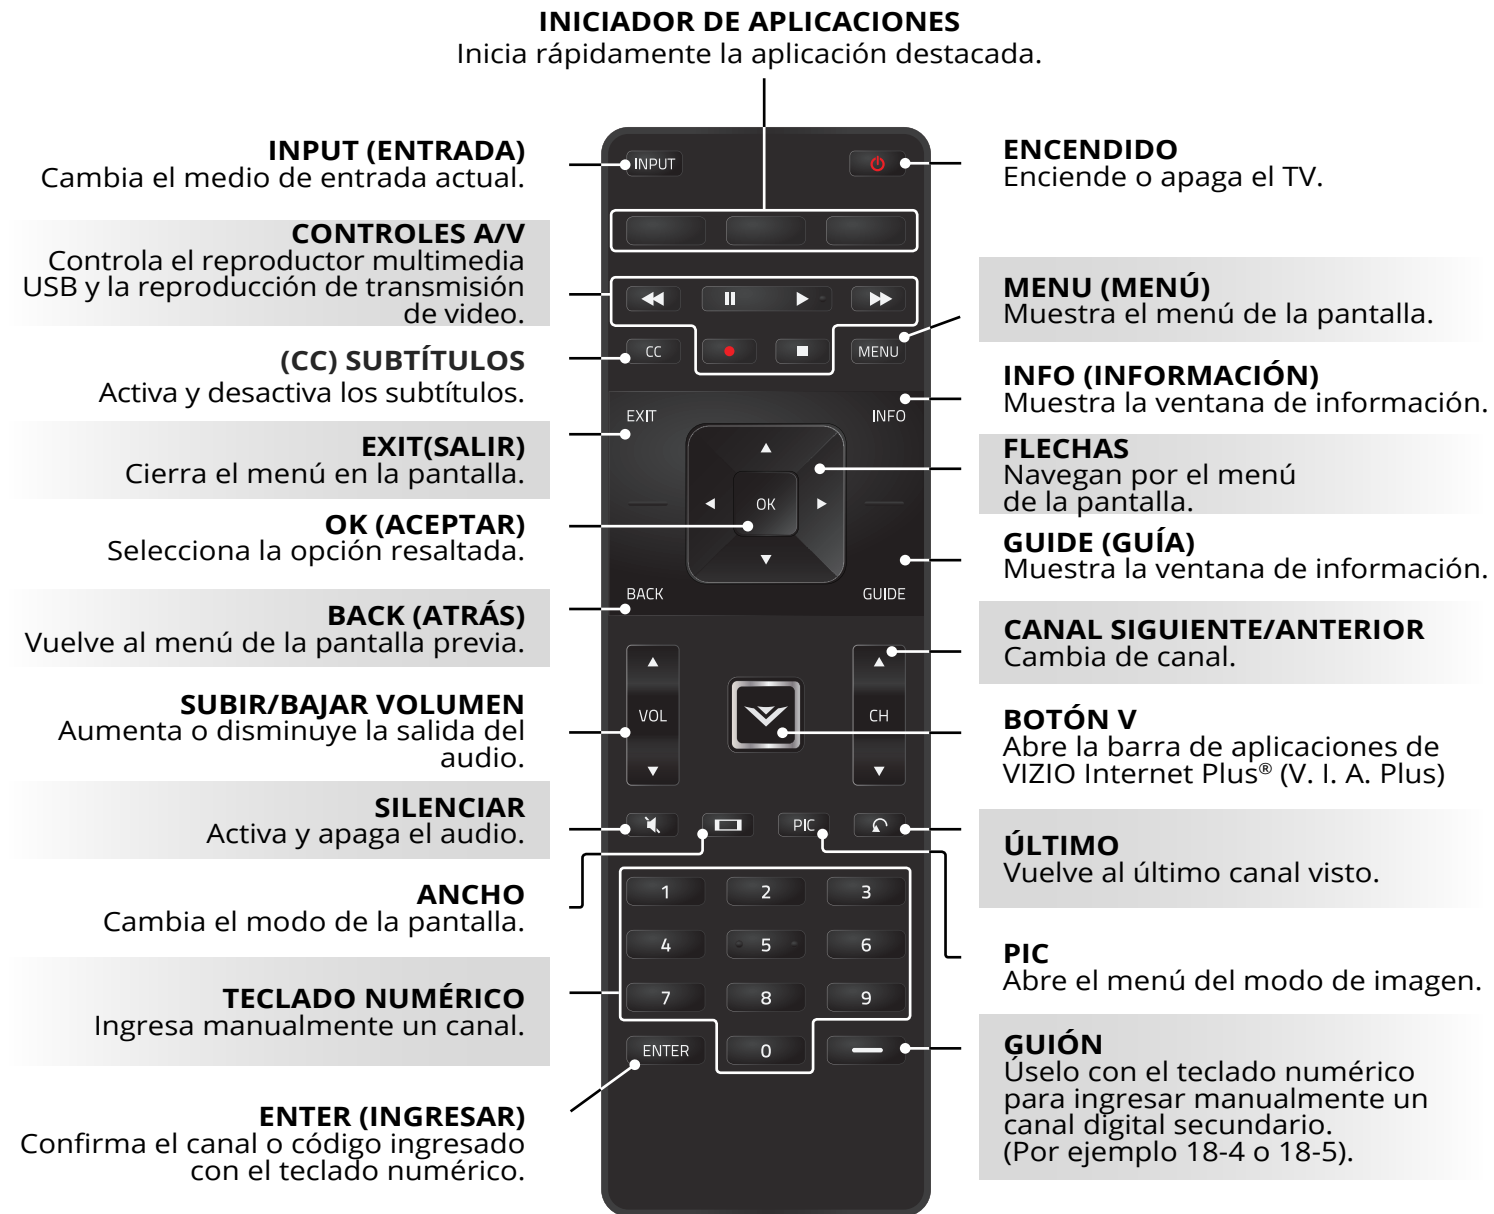 INICIADOR DE APLICACIONES
Inicia rápidamente la aplicación destacada.
INPUT (ENTRADA)
Cambia el medio de entrada actual.
CONTROLES A/V
Controla el reproductor multimedia
USB y la reproducción de transmisión
de video.
(CC) SUBTÍTULOS
Activa y desactiva los subtítulos.
EXIT(SALIR)
Cierra el menú en la pantalla.
OK (ACEPTAR)
Selecciona la opción resaltada.
BACK (ATRÁS)
Vuelve al menú de la pantalla previa.
SUBIR/BAJAR VOLUMEN
Aumenta o disminuye la salida del
audio.
SILENCIAR
Activa y apaga el audio.
ANCHO
Cambia el modo de la pantalla.
TECLADO NUMÉRICO
Ingresa manualmente un canal.
ENTER (INGRESAR)
Confirma el canal o código ingresado
con el teclado numérico.
INPUT
CC
MENU
EXIT
INFO
OK
BACK
GUIDE
VOL
CH
PIC
1 2 3
4 5 6
7 8 9
ENTER 0
ENCENDIDO
Enciende o apaga el TV.
MENU (MENÚ)
Muestra el menú de la pantalla.
INFO (INFORMACIÓN)
Muestra la ventana de información.
FLECHAS
Navegan por el menú
de la pantalla.
GUIDE (GUÍA)
Muestra la ventana de información.
CANAL SIGUIENTE/ANTERIOR
Cambia de canal.
BOTÓN V
Abre la barra de aplicaciones de
VIZIO Internet Plus® (V. I. A. Plus)
ÚLTIMO
Vuelve al último canal visto.
PIC
Abre el menú del modo de imagen.
GUIÓN
Úselo con el teclado numérico
para ingresar manualmente un
canal digital secundario.
(Por ejemplo 18-4 o 18-5).